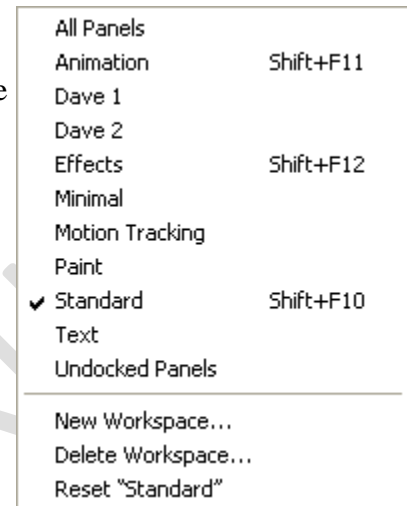 All Panels
Animation Shift+F11
e Dave 1
Dave 2
Effects Shift+F12
Minimal
Motion Tracking
Paint
✔ Standard Shift+F10
Text
Undocked Panels
New Workspace...
Delete Workspace...
Reset "Standard"